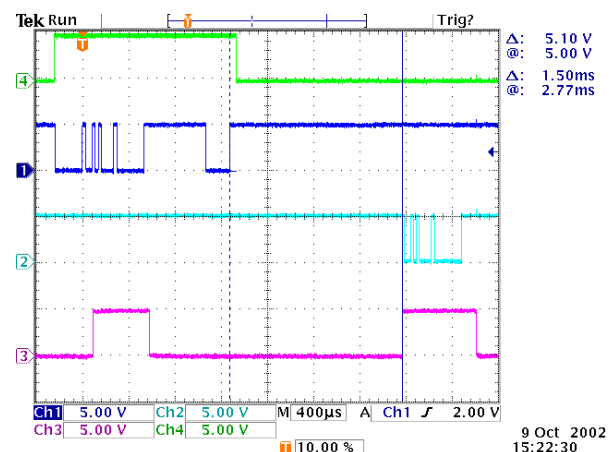 Tek Run Trig?
T
T
Δ: 5.10 V
@: 5.00 V
Δ: 1.50ms
@: 2.77ms
4
1
2
3
Ch1 5.00 V Ch2 5.00 V M 400µs A Ch1 2.00 V
Ch3 5.00 V Ch4 5.00 V
T 10.00 %
9 Oct 2002
15:22:30